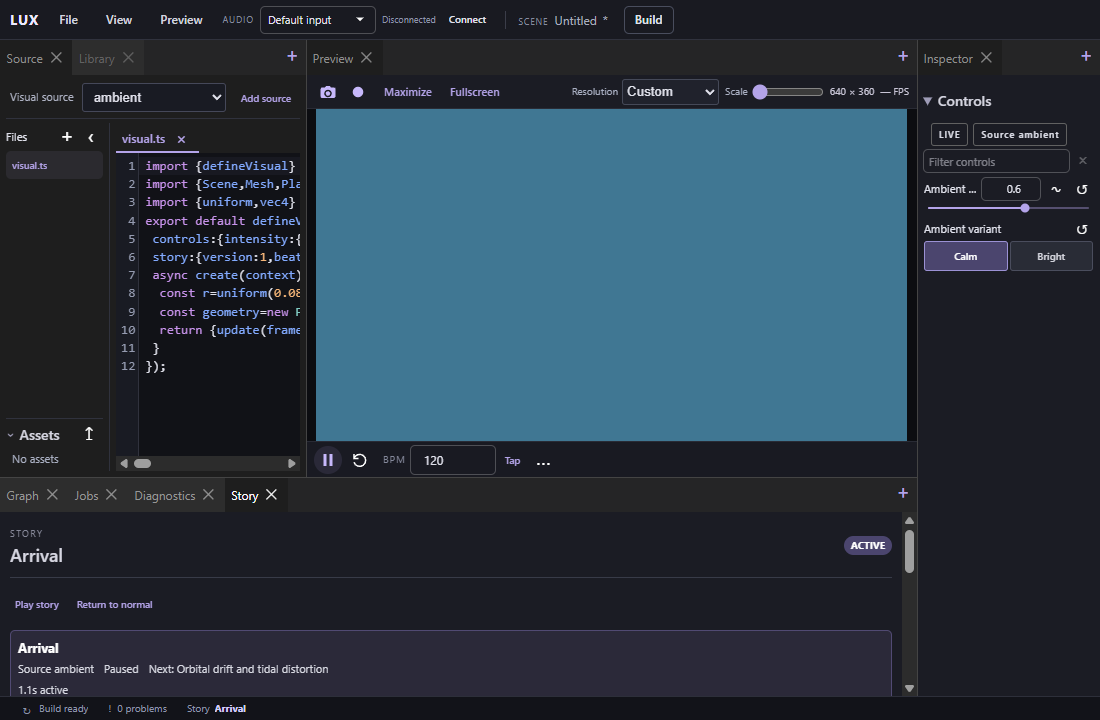 LUX File View Preview AUDIO Default input Disconnected Connect SCENE Untitled * Build
Source Library + Preview + Inspector +
Visual source ambient Add source
Maximize Fullscreen Resolution Custom Scale 640 × 360 — FPS
Controls
LIVE Source ambient
Filter controls
Ambient ... 0.6
Ambient variant
Calm Bright
Files +
visual.ts
visual.ts ×
1 import {defineVisual}
2 import {Scene,Mesh,Pla
3 import {uniform,vec4}
4 export default defineV
5 controls:{intensity:{
6 story:{version:1,beat
7 async create(context)
8 const r=uniform(0.08
9 const geometry=new P
10 return {update(frame
11 }
12 });
Assets
No assets
BPM 120 Tap ...
Graph Jobs Diagnostics Story +
STORY
Arrival
ACTIVE
Play story Return to normal
Arrival
Source ambient Paused Next: Orbital drift and tidal distortion
1.1s active
Build ready ! 0 problems Story Arrival